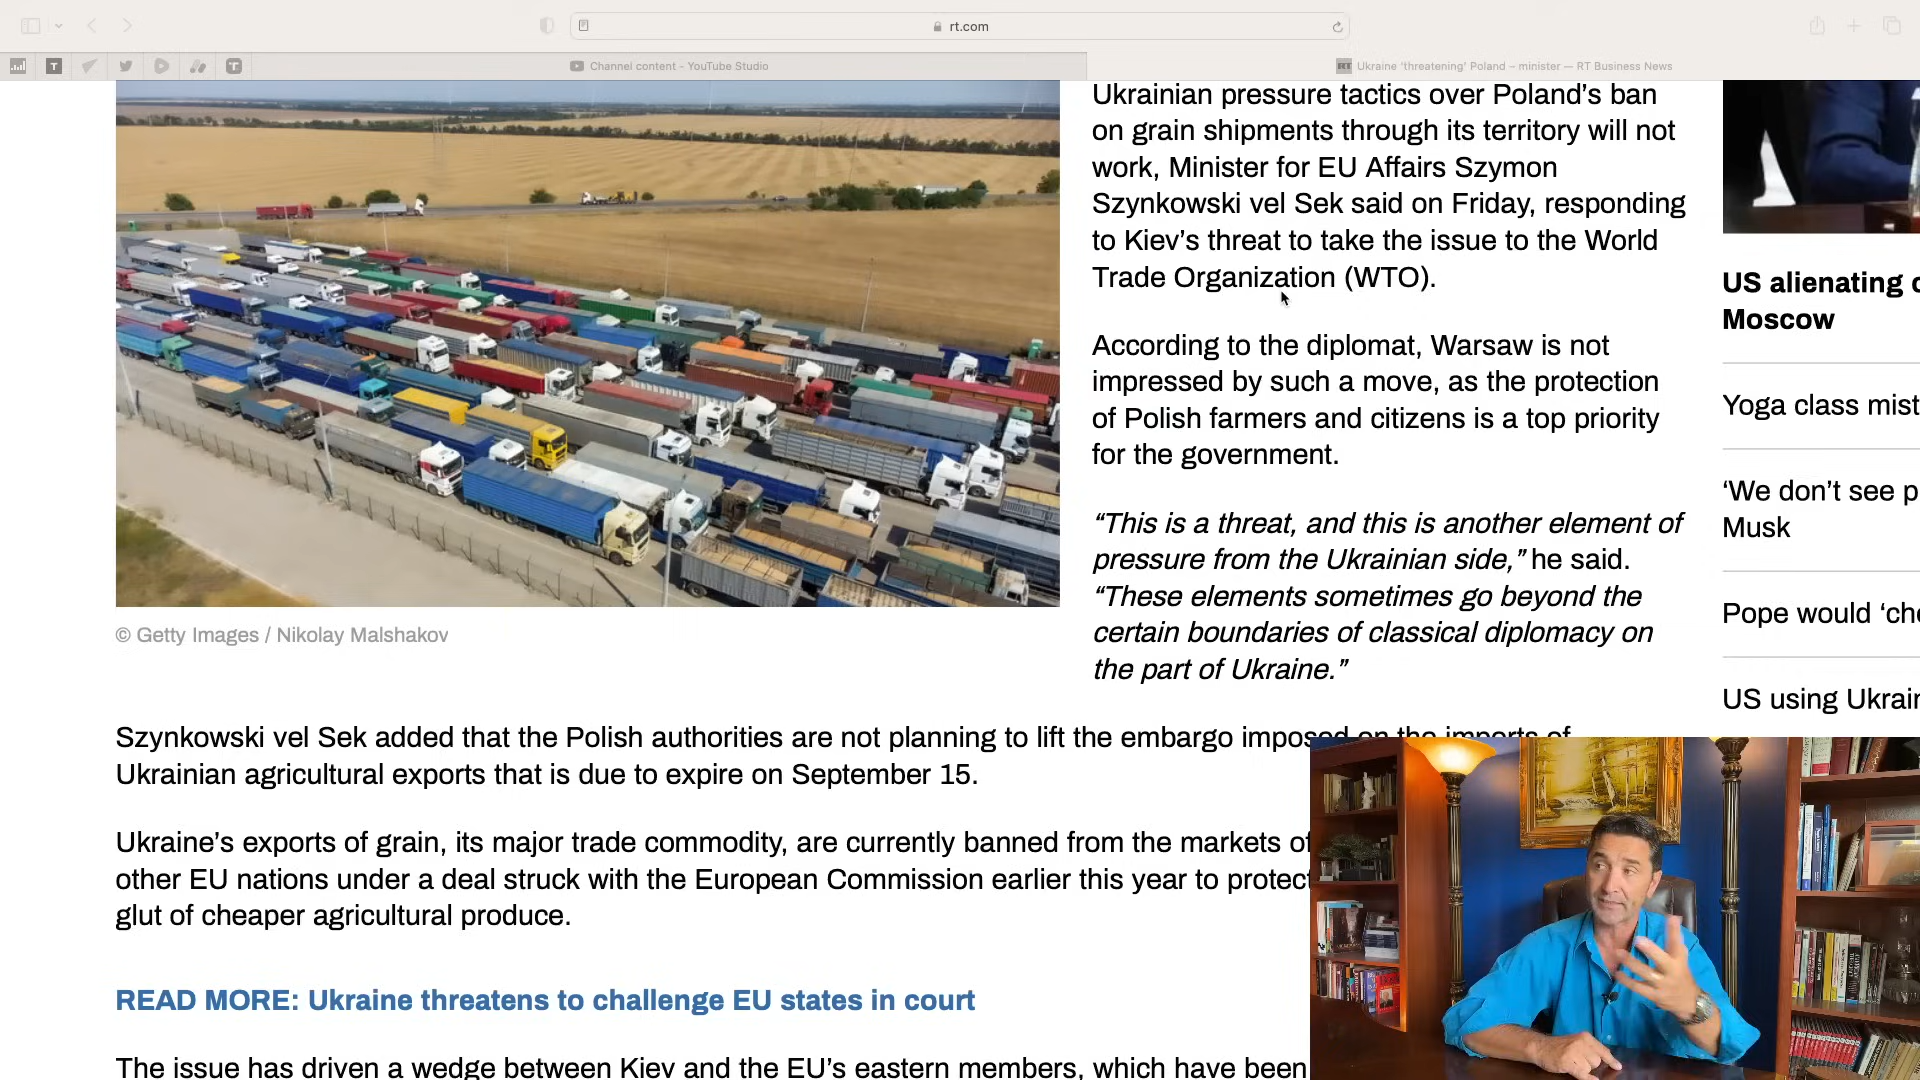 rt.com
Channel content - YouTube Studio
Ukraine ‘threatening’ Poland – minister — RT Business News
Ukrainian pressure tactics over Poland’s ban
on grain shipments through its territory will not
work, Minister for EU Affairs Szymon
Szynkowski vel Sek said on Friday, responding
to Kiev’s threat to take the issue to the World
Trade Organization (WTO).
According to the diplomat, Warsaw is not
impressed by such a move, as the protection
of Polish farmers and citizens is a top priority
for the government.
“This is a threat, and this is another element of
pressure from the Ukrainian side,” he said.
“These elements sometimes go beyond the
certain boundaries of classical diplomacy on
the part of Ukraine.”
© Getty Images / Nikolay Malshakov
Szynkowski vel Sek added that the Polish authorities are not planning to lift the embargo imposed on the imports of
Ukrainian agricultural exports that is due to expire on September 15.
Ukraine’s exports of grain, its major trade commodity, are currently banned from the markets of
other EU nations under a deal struck with the European Commission earlier this year to protect
glut of cheaper agricultural produce.
READ MORE: Ukraine threatens to challenge EU states in court
The issue has driven a wedge between Kiev and the EU’s eastern members, which have been
US alienating
Moscow
Yoga class mist
‘We don’t see p
Musk
Pope would ‘che
US using Ukrain